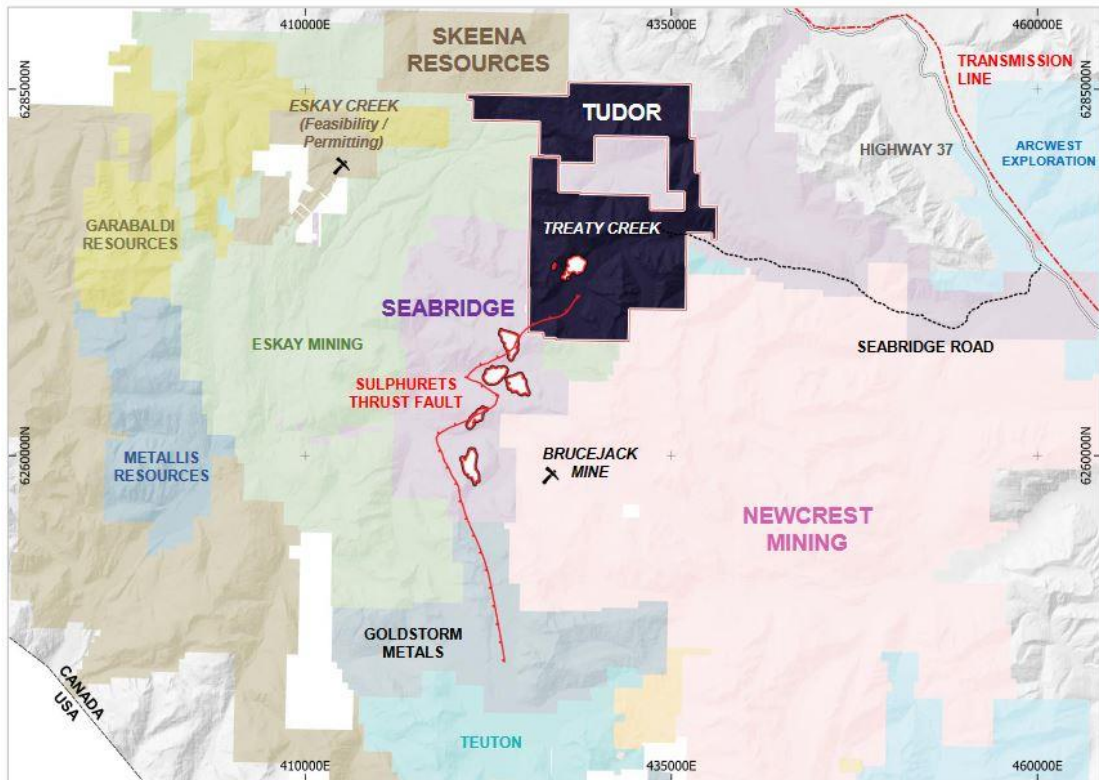 410000E
435000E
460000E
SKEENA
RESOURCES
TRANSMISSION
LINE
6285000N
6285000N
ESKAY CREEK
(Feasibility /
Permitting)
TUDOR
HIGHWAY 37
ARCWEST
EXPLORATION
GARABALDI
RESOURCES
TREATY CREEK
SEABRIDGE
ESKAY MINING
SEABRIDGE ROAD
SULPHURETS
THRUST FAULT
METALLIS
RESOURCES
BRUCEJACK
MINE
6260000N
6260000N
NEWCREST
MINING
GOLDSTORM
METALS
CANADA
USA
TEUTON
410000E
435000E
460000E